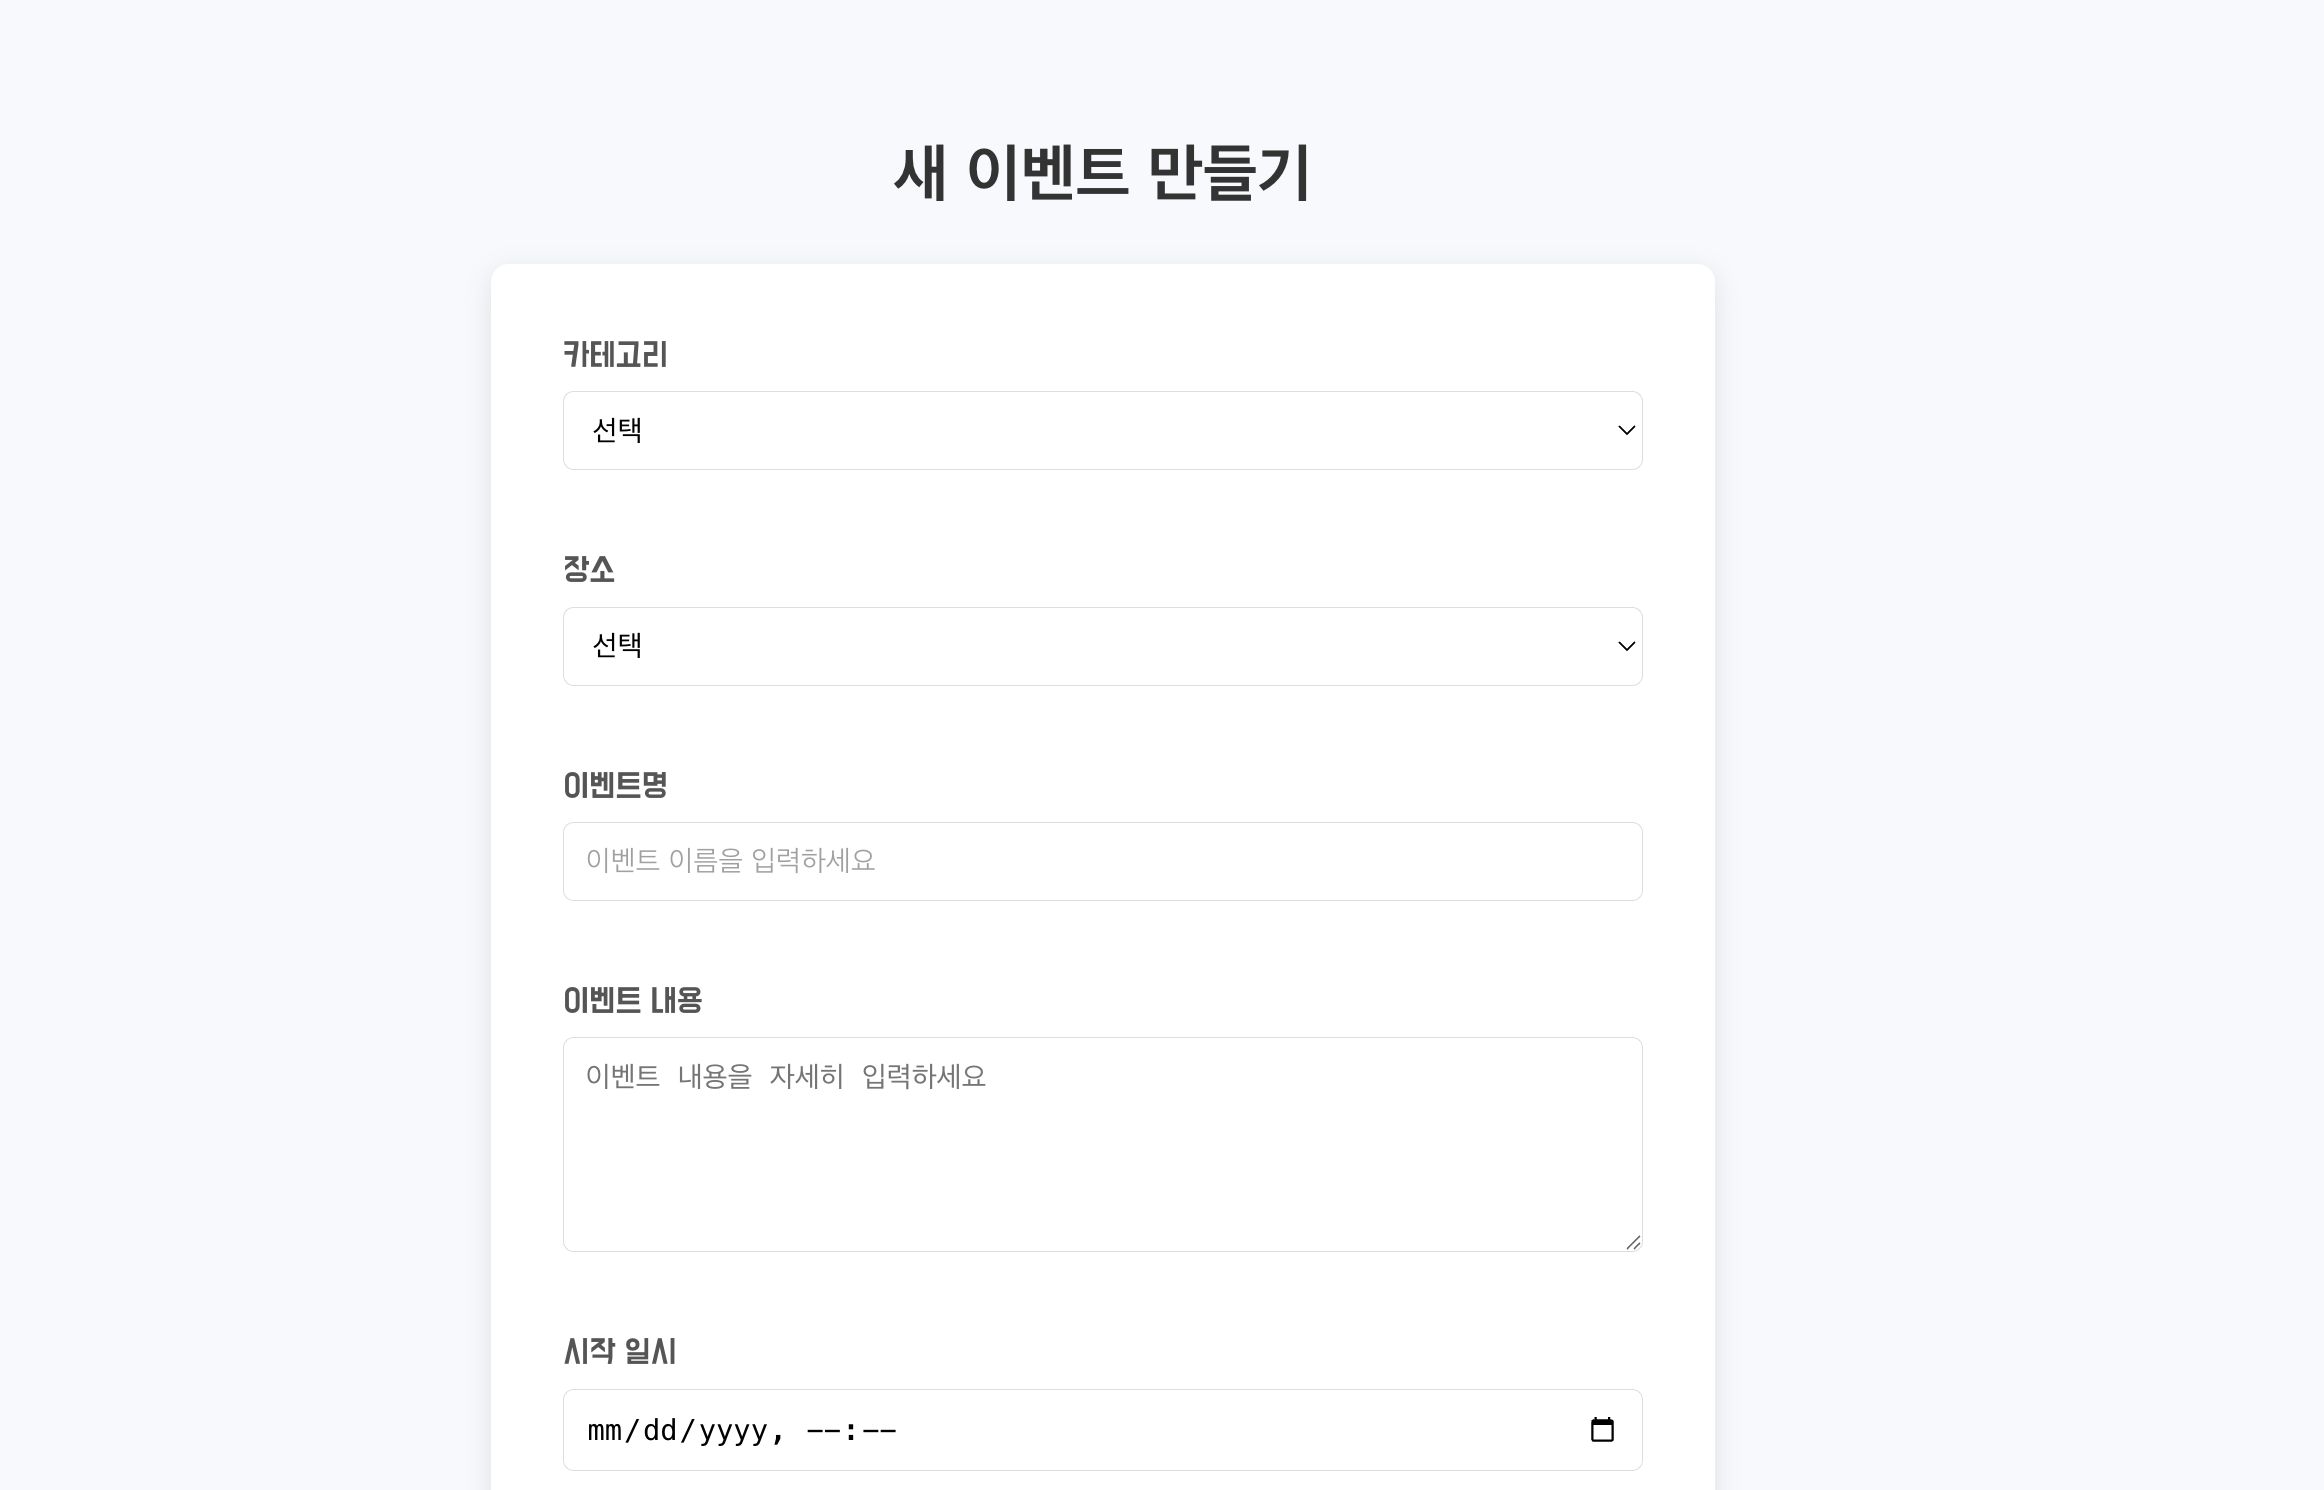 새 이벤트 만들기
카테고리
선택
장소
선택
이벤트명
이벤트 이름을 입력하세요
이벤트 내용
이벤트 내용을 자세히 입력하세요
시작 일시
mm/dd/yyyy, --:--